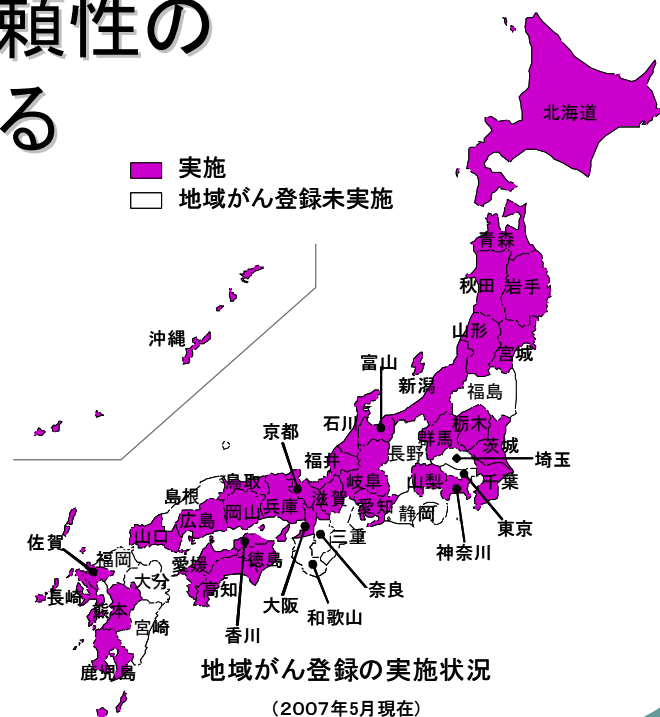 頼性の
る
実施
地域がん登録未実施
北海道
青森
秋田
岩手
山形
宮城
沖縄
富山
新潟
福島
石川
栃木
京都
群馬
茨城
長野
埼玉
福井
鳥取
岐阜
山梨
千葉
島根
滋賀
兵庫
岡山
愛知
静岡
広島
東京
山口
三重
佐賀
神奈川
福岡
愛媛
徳島
大分
高知
奈良
長崎
大阪
熊本
和歌山
宮崎
香川
鹿児島
地域がん登録の実施状況
（2007年5月現在）